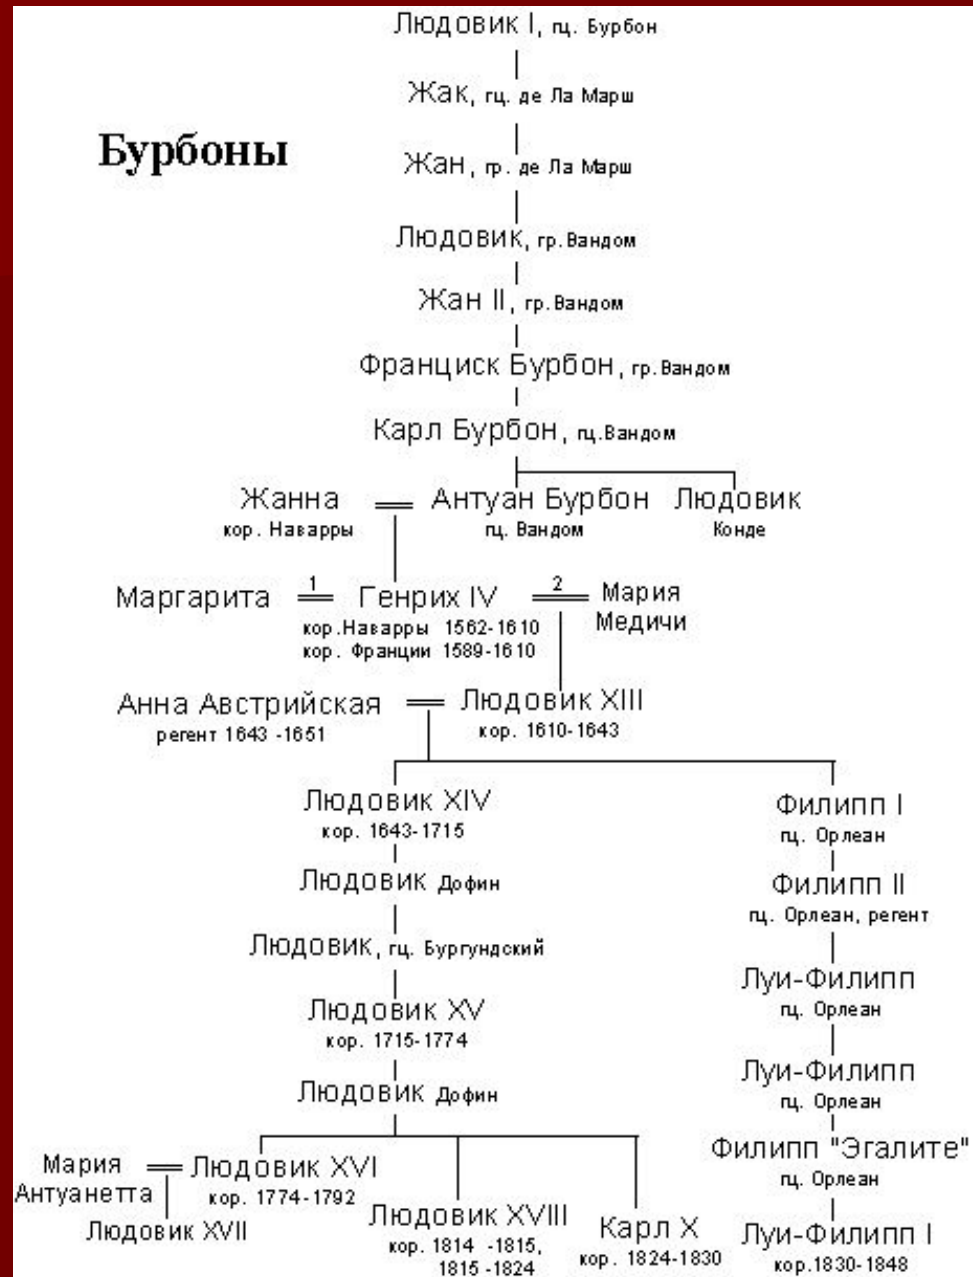 Людовик I, гц. Бурбон
Жак, гц. де Ла Марш
Бурбоны
Жан, гр. де Ла Марш
Людовик, гр.Вандом
Жан II, гр.Вандом
Франциск Бурбон, гр.Вандом
Карл Бурбон, гц.Вандом
Жанна
кор. Наварры
Антуан Бурбон
гц. Вандом
Людовик
Конде
Маргарита
1
Генрих IV
кор.Наварры 1562-1610
кор. Франции 1589-1610
2
Мария
Медичи
Анна Австрийская
регент 1643 -1651
Людовик XIII
кор. 1610-1643
Людовик XIV
кор. 1643-1715
Филипп I
гц. Орлеан
Людовик Дофин
Филипп II
гц. Орлеан, регент
Людовик, гц. Бургундский
Луи-Филипп
гц. Орлеан
Людовик XV
кор. 1715-1774
Луи-Филипп
гц. Орлеан
Людовик Дофин
Филипп "Эгалите"
гц. Орлеан
Мария
Антуанетта
Людовик XVI
кор. 1774-1792
Людовик XVII
Людовик XVIII
кор. 1814 -1815,
1815 -1824
Карл X
кор. 1824-1830
Луи-Филипп I
кор.1830-1848